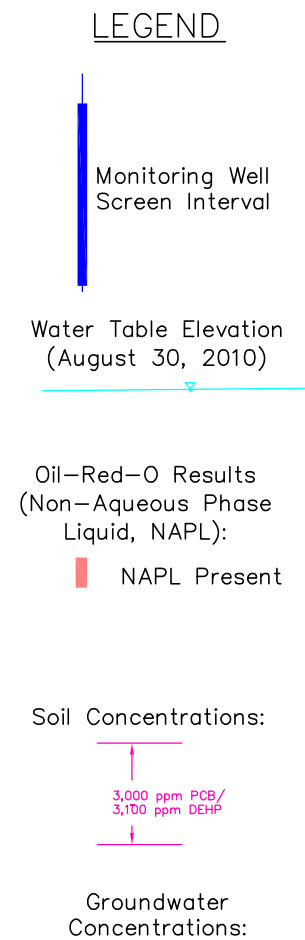 LEGEND
Monitoring Well
Screen Interval
Water Table Elevation
(August 30, 2010)
Oil-Red-O Results
(Non-Aqueous Phase
Liquid, NAPL):
NAPL Present
Soil Concentrations:
3,000 ppm PCB/
3,100 ppm DEHP
Groundwater
Concentrations: